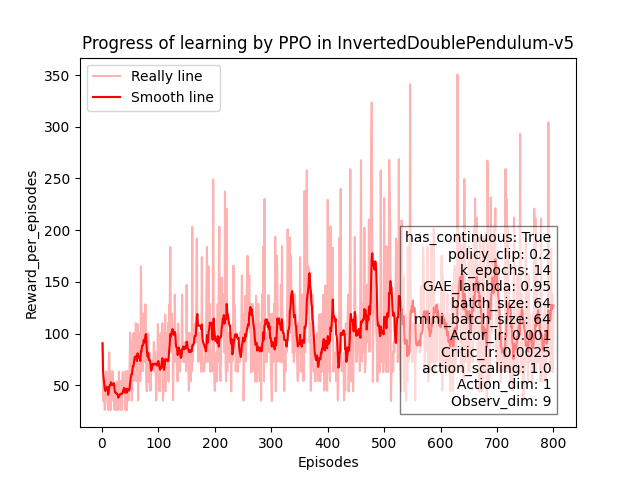 Progress of learning by PPO in InvertedDoublePendulum-v5
Really line
Smooth line
350
300
250
200
150
100
50
Reward_per_episodes
has_continuous: True
policy_clip: 0.2
k_epochs: 14
GAE_lambda: 0.95
batch_size: 64
mini_batch_size: 64
Actor_lr: 0.001
Critic_lr: 0.0025
action_scaling: 1.0
Action_dim: 1
Observ_dim: 9
0 100 200 300 400 500 600 700 800
Episodes